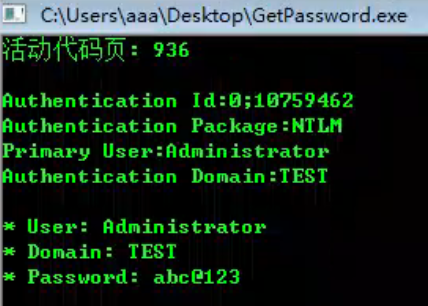 C:\Users\aaa\Desktop\GetPassword.exe
活动代码页: 936
Authentication Id:0;10759462
Authentication Package:NTLM
Primary User:Administrator
Authentication Domain:TEST
* User: Administrator
* Domain: TEST
* Password: abc@123